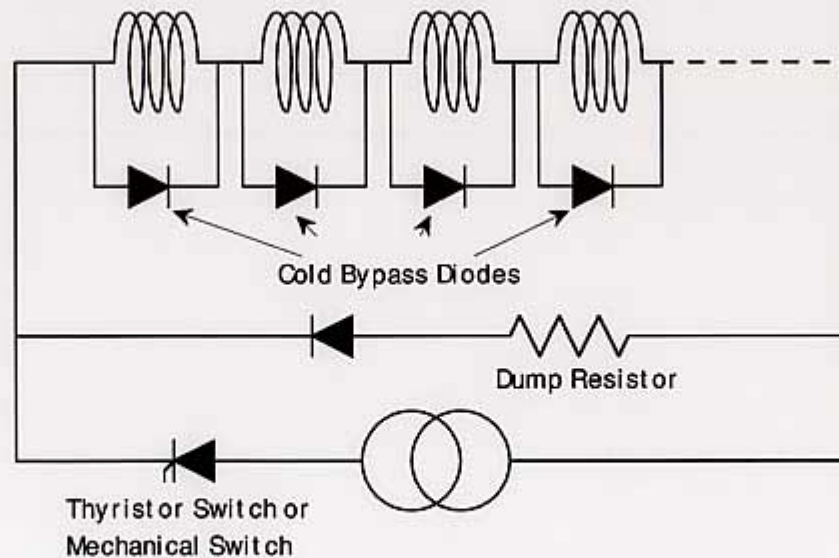 Cold Bypass Diodes
Dump Resistor
Thyristor Switch or
Mechanical Switch